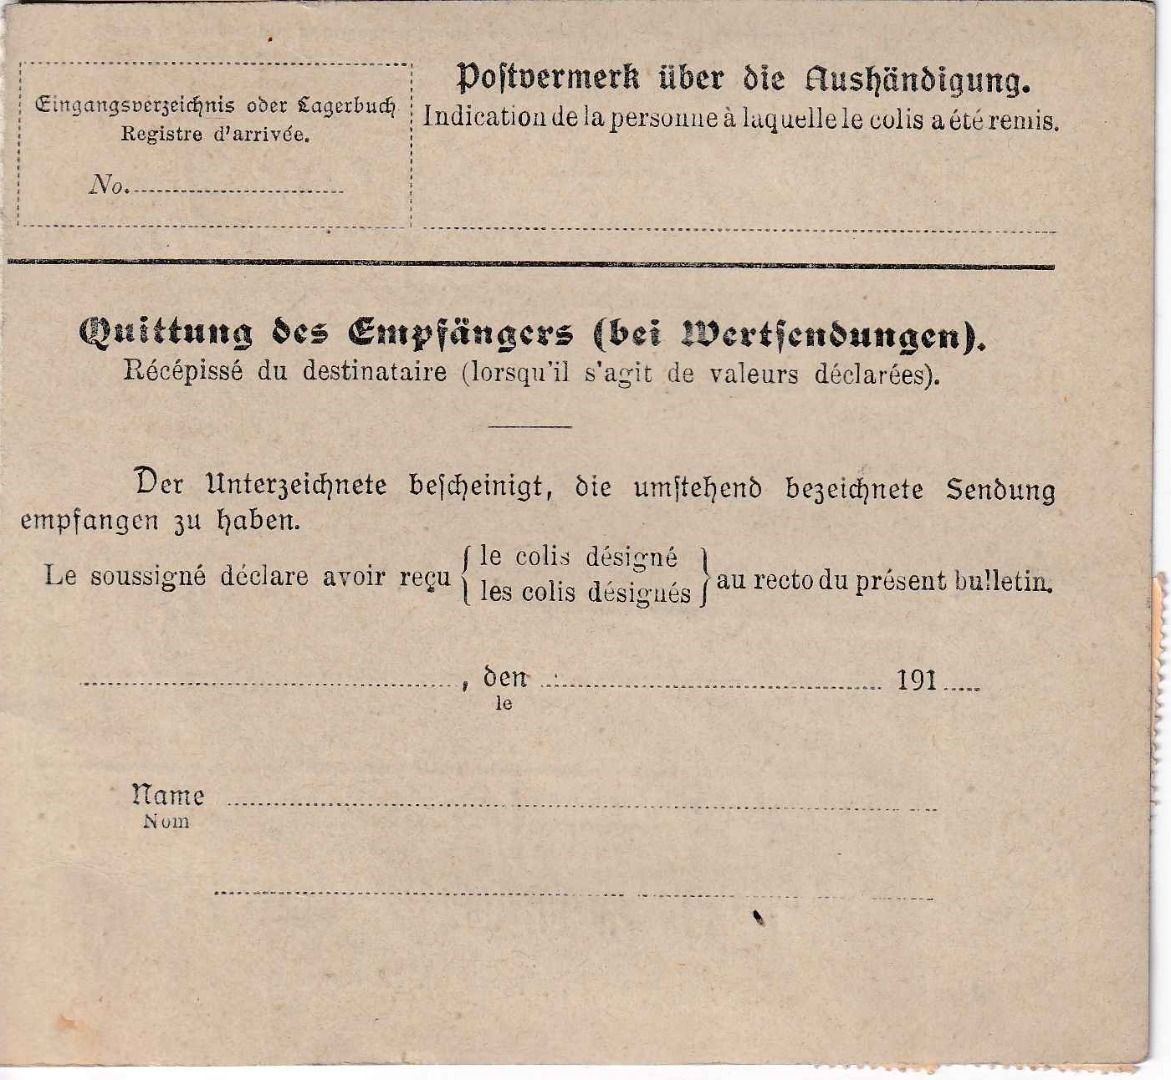 Eingangsverzeichnis oder Lagerbuch
Registre d'arrivée.
No.
Postvermerk über die Aushändigung.
Indication de la personne à laquelle le colis a été remis.
Quittung des Empfängers (bei Wertsendungen).
Récépissé du destinataire (lorsqu'il s'agit de valeurs déclarées).
Der Unterzeichnete bescheinigt, die umstehend bezeichnete Sendung
empfangen zu haben.
Le soussigné déclare avoir reçu { le colis désigné / les colis désignés } au recto du présent bulletin.
, den 191
le
Name
Nom